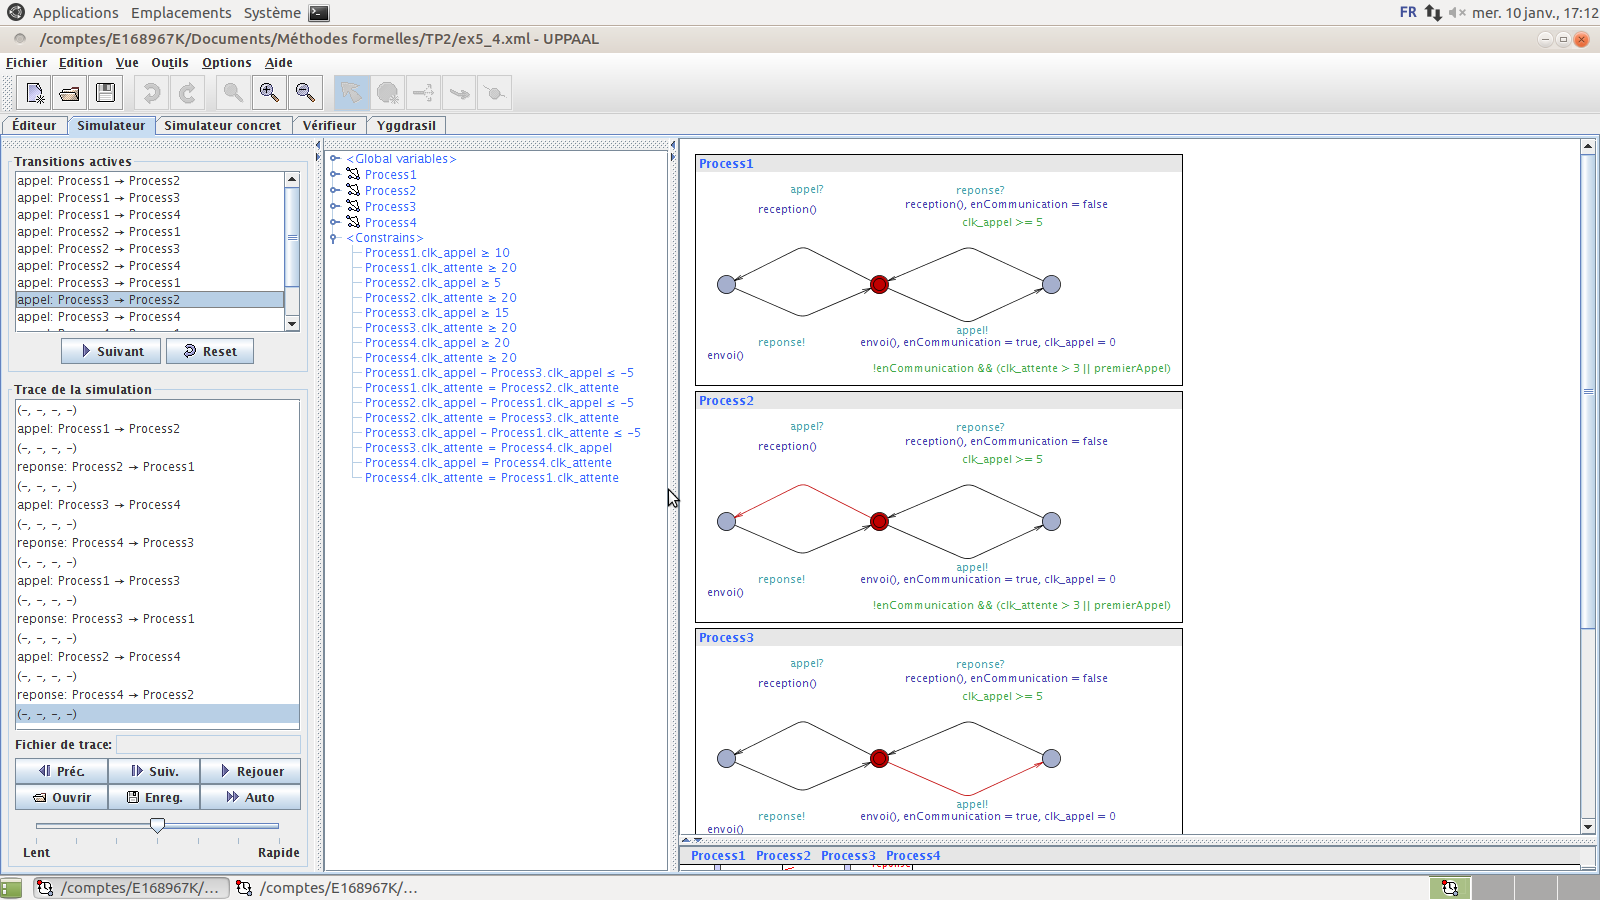 Applications Emplacements Système
FR mer. 10 janv., 17:12
/comptes/E168967K/Documents/Méthodes formelles/TP2/ex5_4.xml - UPPAAL
Fichier Edition Vue Outils Options Aide
Éditeur Simulateur Simulateur concret Vérifieur Yggdrasil
Transitions actives
appel: Process1 → Process2
appel: Process1 → Process3
appel: Process1 → Process4
appel: Process2 → Process1
appel: Process2 → Process3
appel: Process2 → Process4
appel: Process3 → Process1
appel: Process3 → Process2
appel: Process3 → Process4
Suivant Reset
Trace de la simulation
(-, -, -, -)
appel: Process1 → Process2
(-, -, -, -)
reponse: Process2 → Process1
(-, -, -, -)
appel: Process3 → Process4
(-, -, -, -)
reponse: Process4 → Process3
(-, -, -, -)
appel: Process1 → Process3
(-, -, -, -)
reponse: Process3 → Process1
(-, -, -, -)
appel: Process2 → Process4
(-, -, -, -)
reponse: Process4 → Process2
(-, -, -, -)
Fichier de trace:
Préc. Suiv. Rejouer
Ouvrir Enreg. Auto
Lent Rapide
<Global variables>
Process1
Process2
Process3
Process4
<Constrains>
Process1.clk_appel ≥ 10
Process1.clk_attente ≥ 20
Process2.clk_appel ≥ 5
Process2.clk_attente ≥ 20
Process3.clk_appel ≥ 15
Process3.clk_attente ≥ 20
Process4.clk_appel ≥ 20
Process4.clk_attente ≥ 20
Process1.clk_appel - Process3.clk_appel ≤ -5
Process1.clk_attente = Process2.clk_attente
Process2.clk_appel - Process1.clk_appel ≤ -5
Process2.clk_attente = Process3.clk_attente
Process3.clk_appel - Process1.clk_attente ≤ -5
Process3.clk_attente = Process4.clk_appel
Process4.clk_appel = Process4.clk_attente
Process4.clk_attente = Process1.clk_attente
Process1
appel? reponse?
reception() reception(), enCommunication = false
clk_appel >= 5
appel!
reponse! envoi(), enCommunication = true, clk_appel = 0
envoi()
!enCommunication && (clk_attente > 3 || premierAppel)
Process2
appel? reponse?
reception() reception(), enCommunication = false
clk_appel >= 5
appel!
reponse! envoi(), enCommunication = true, clk_appel = 0
envoi()
!enCommunication && (clk_attente > 3 || premierAppel)
Process3
appel? reponse?
reception() reception(), enCommunication = false
clk_appel >= 5
appel!
reponse! envoi(), enCommunication = true, clk_appel = 0
envoi()
Process1 Process2 Process3 Process4
reponse
/comptes/E168967K/... /comptes/E168967K/...